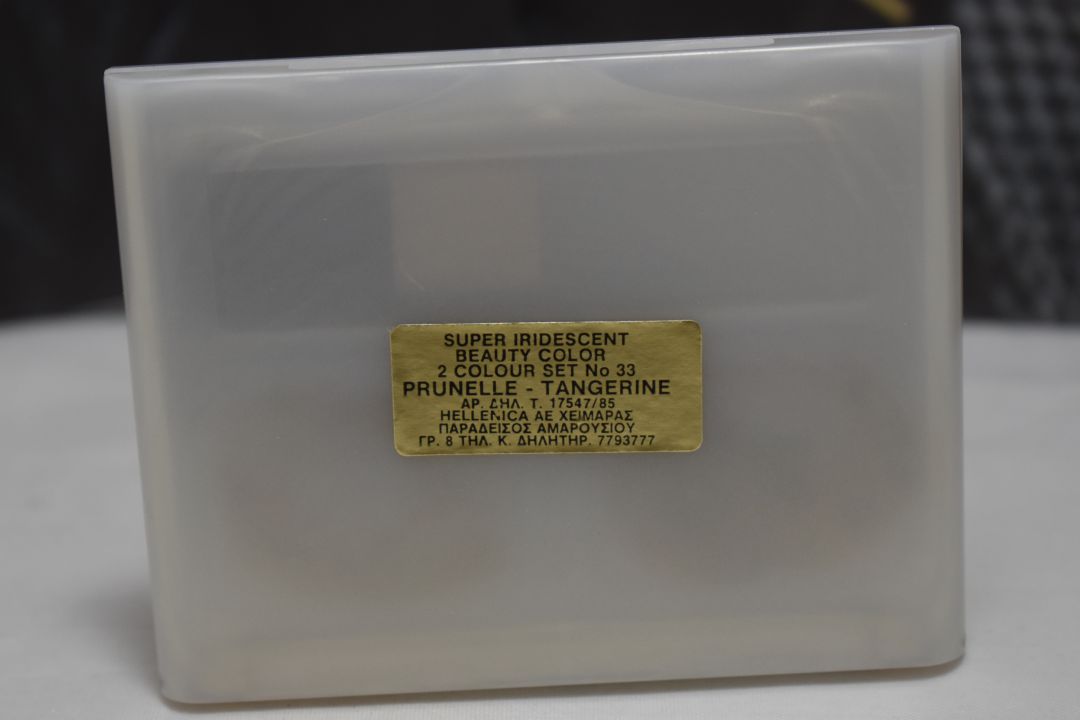 SUPER IRIDESCENT
BEAUTY COLOR
2 COLOUR SET No 33
PRUNELLE - TANGERINE
ΑΡ. ΔΗΛ. Τ. 17547/85
HELLENICA ΑΕ ΧΕΙΜΑΡΑΣ
ΠΑΡΑΔΕΙΣΟΣ ΑΜΑΡΟΥΣΙΟΥ
ΓΡ. 8 ΤΗΛ. Κ. ΔΗΛΗΤΗΡ. 7793777